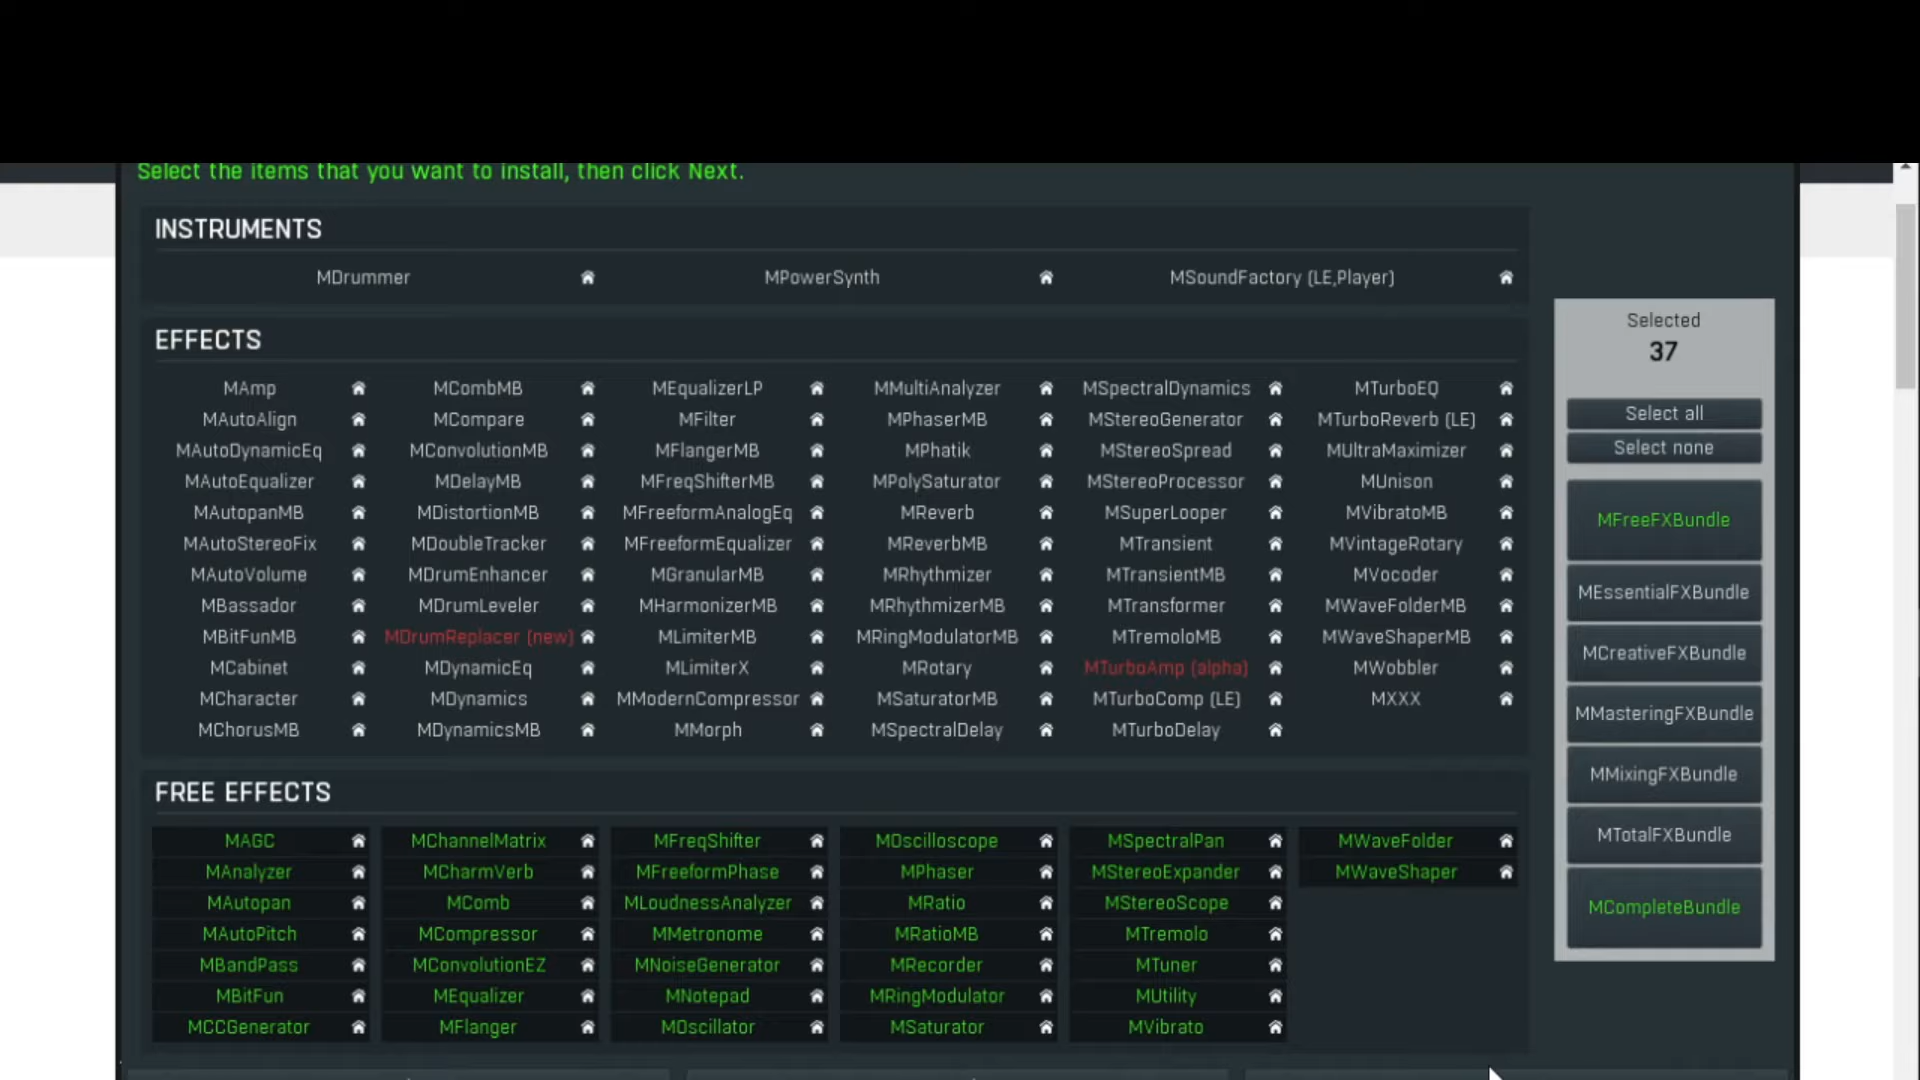 Select the items that you want to install, then click Next.
INSTRUMENTS
MDrummer MPowerSynth MSoundFactory (LE,Player)
EFFECTS
MAmp MCombMB MEqualizerLP MMultiAnalyzer MSpectralDynamics MTurboEQ
MAutoAlign MCompare MFilter MPhaserMB MStereoGenerator MTurboReverb (LE)
MAutoDynamicEq MConvolutionMB MFlangerMB MPhatik MStereoSpread MUltraMaximizer
MAutoEqualizer MDelayMB MFreqShifterMB MPolySaturator MStereoProcessor MUnison
MAutopanMB MDistortionMB MFreeformAnalogEq MReverb MSuperLooper MVibratoMB
MAutoStereoFix MDoubleTracker MFreeformEqualizer MReverbMB MTransient MVintageRotary
MAutoVolume MDrumEnhancer MGranularMB MRhythmizer MTransientMB MVocoder
MBassador MDrumLeveler MHarmonizerMB MRhythmizerMB MTransformer MWaveFolderMB
MBitFunMB MDrumReplacer (new) MLimiterMB MRingModulatorMB MTremoloMB MWaveShaperMB
MCabinet MDynamicEq MLimiterX MRotary MTurboAmp (alpha) MWobbler
MCharacter MDynamics MModernCompressor MSaturatorMB MTurboComp (LE) MXXX
MChorusMB MDynamicsMB MMorph MSpectralDelay MTurboDelay
FREE EFFECTS
MAGC MChannelMatrix MFreqShifter MOscilloscope MSpectralPan MWaveFolder
MAnalyzer MCharmVerb MFreeformPhase MPhaser MStereoExpander MWaveShaper
MAutopan MComb MLoudnessAnalyzer MRatio MStereoScope
MAutoPitch MCompressor MMetronome MRatioMB MTremolo
MBandPass MConvolutionEZ MNoiseGenerator MRecorder MTuner
MBitFun MEqualizer MNotepad MRingModulator MUtility
MCCGenerator MFlanger MOscillator MSaturator MVibrato
Selected
37
Select all
Select none
MFreeFXBundle
MEssentialFXBundle
MCreativeFXBundle
MMasteringFXBundle
MMixingFXBundle
MTotalFXBundle
MCompleteBundle